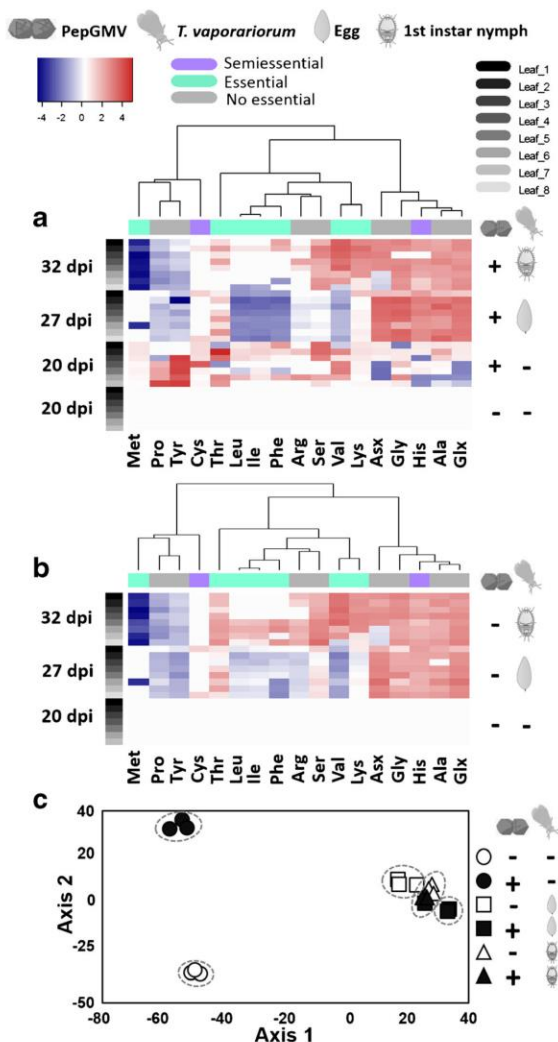 PepGMV T. vaporariorum Egg 1st instar nymph
Semiessential
Essential
No essential
-4 -2 0 2 4
Leaf_1
Leaf_2
Leaf_3
Leaf_4
Leaf_5
Leaf_6
Leaf_7
Leaf_8
a
32 dpi +
27 dpi +
20 dpi + -
20 dpi - -
Met Pro Tyr Cys Thr Leu Ile Phe Arg Ser Val Lys Asx Gly His Ala Glx
b
32 dpi -
27 dpi -
20 dpi - -
Met Pro Tyr Cys Thr Leu Ile Phe Arg Ser Val Lys Asx Gly His Ala Glx
c
40
20
0
-25
-50
Axis 2
-80 -60 -40 -20 0 20 40
Axis 1
- -
+ -
-
+
-
+